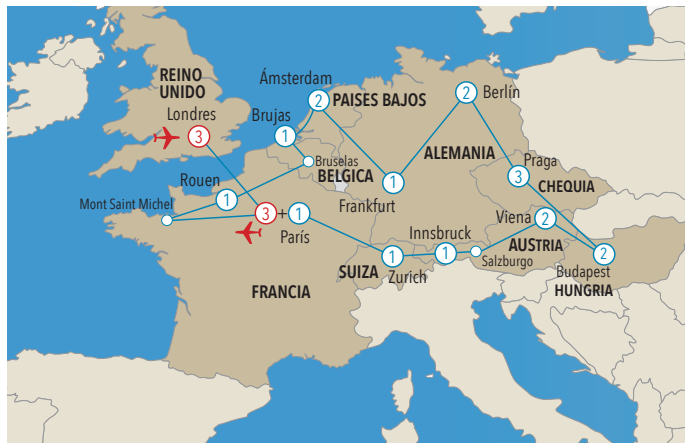 REINO
UNIDO
Londres
3
Ámsterdam
2
PAISES BAJOS
Brujas
1
Berlín
2
Bruselas
BELGICA
ALEMANIA
Praga
3
CHEQUIA
Rouen
1
Frankfurt
1
Mont Saint Michel
3
+
1
París
Viena
2
AUSTRIA
Innsbruck
1
Salzburgo
SUIZA
1
Zurich
2
Budapest
HUNGRIA
FRANCIA